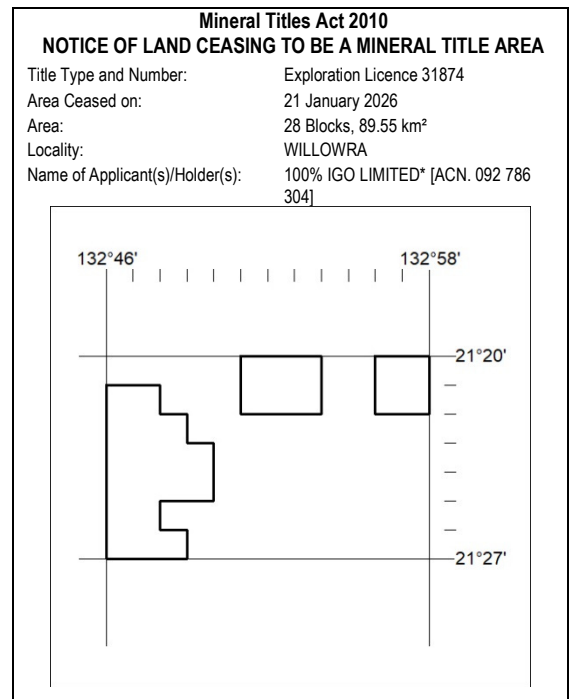 Mineral Titles Act 2010
NOTICE OF LAND CEASING TO BE A MINERAL TITLE AREA
Title Type and Number: Exploration Licence 31874
Area Ceased on: 21 January 2026
Area: 28 Blocks, 89.55 km²
Locality: WILLOWRA
Name of Applicant(s)/Holder(s): 100% IGO LIMITED* [ACN. 092 786
304]
132°46' 132°58'
21°20'
21°27'